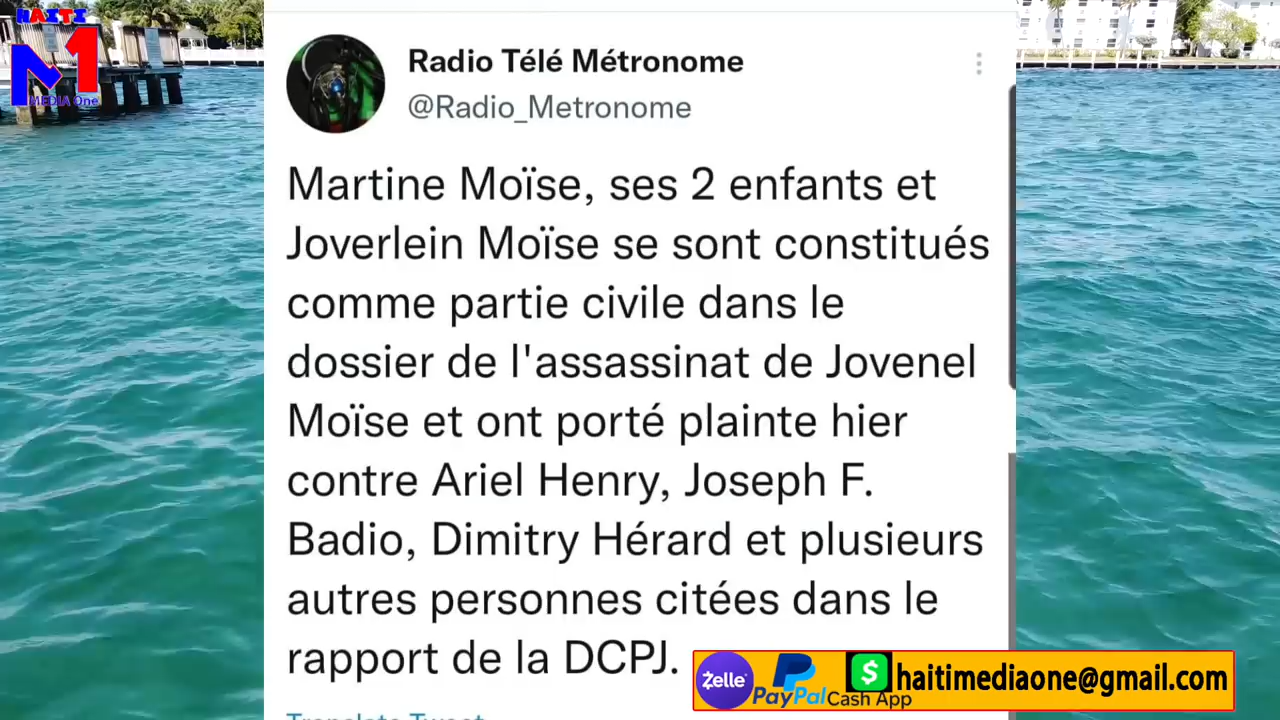 HAITI
M1
MEDIA One
Radio Télé Métronome
@Radio_Metronome
Martine Moïse, ses 2 enfants et
Joverlein Moïse se sont constitués
comme partie civile dans le
dossier de l'assassinat de Jovenel
Moïse et ont porté plainte hier
contre Ariel Henry, Joseph F.
Badio, Dimitry Hérard et plusieurs
autres personnes citées dans le
rapport de la DCPJ.
Translate Tweet
Zelle PayPal $ Cash App haitimediaone@gmail.com